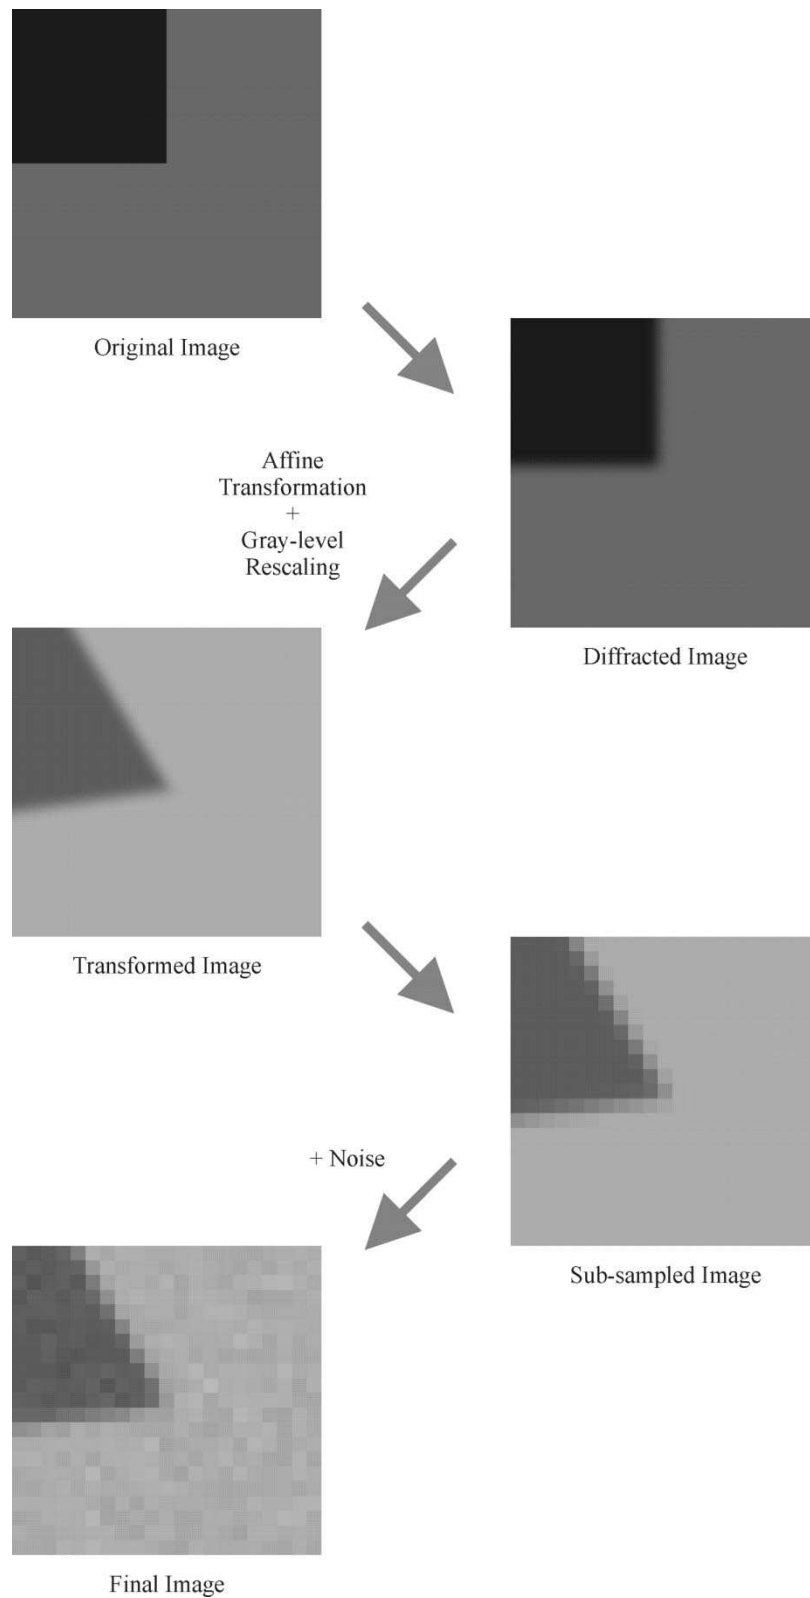 Original Image
Affine
Transformation
+
Gray-level
Rescaling
Diffracted Image
Transformed Image
+ Noise
Sub-sampled Image
Final Image